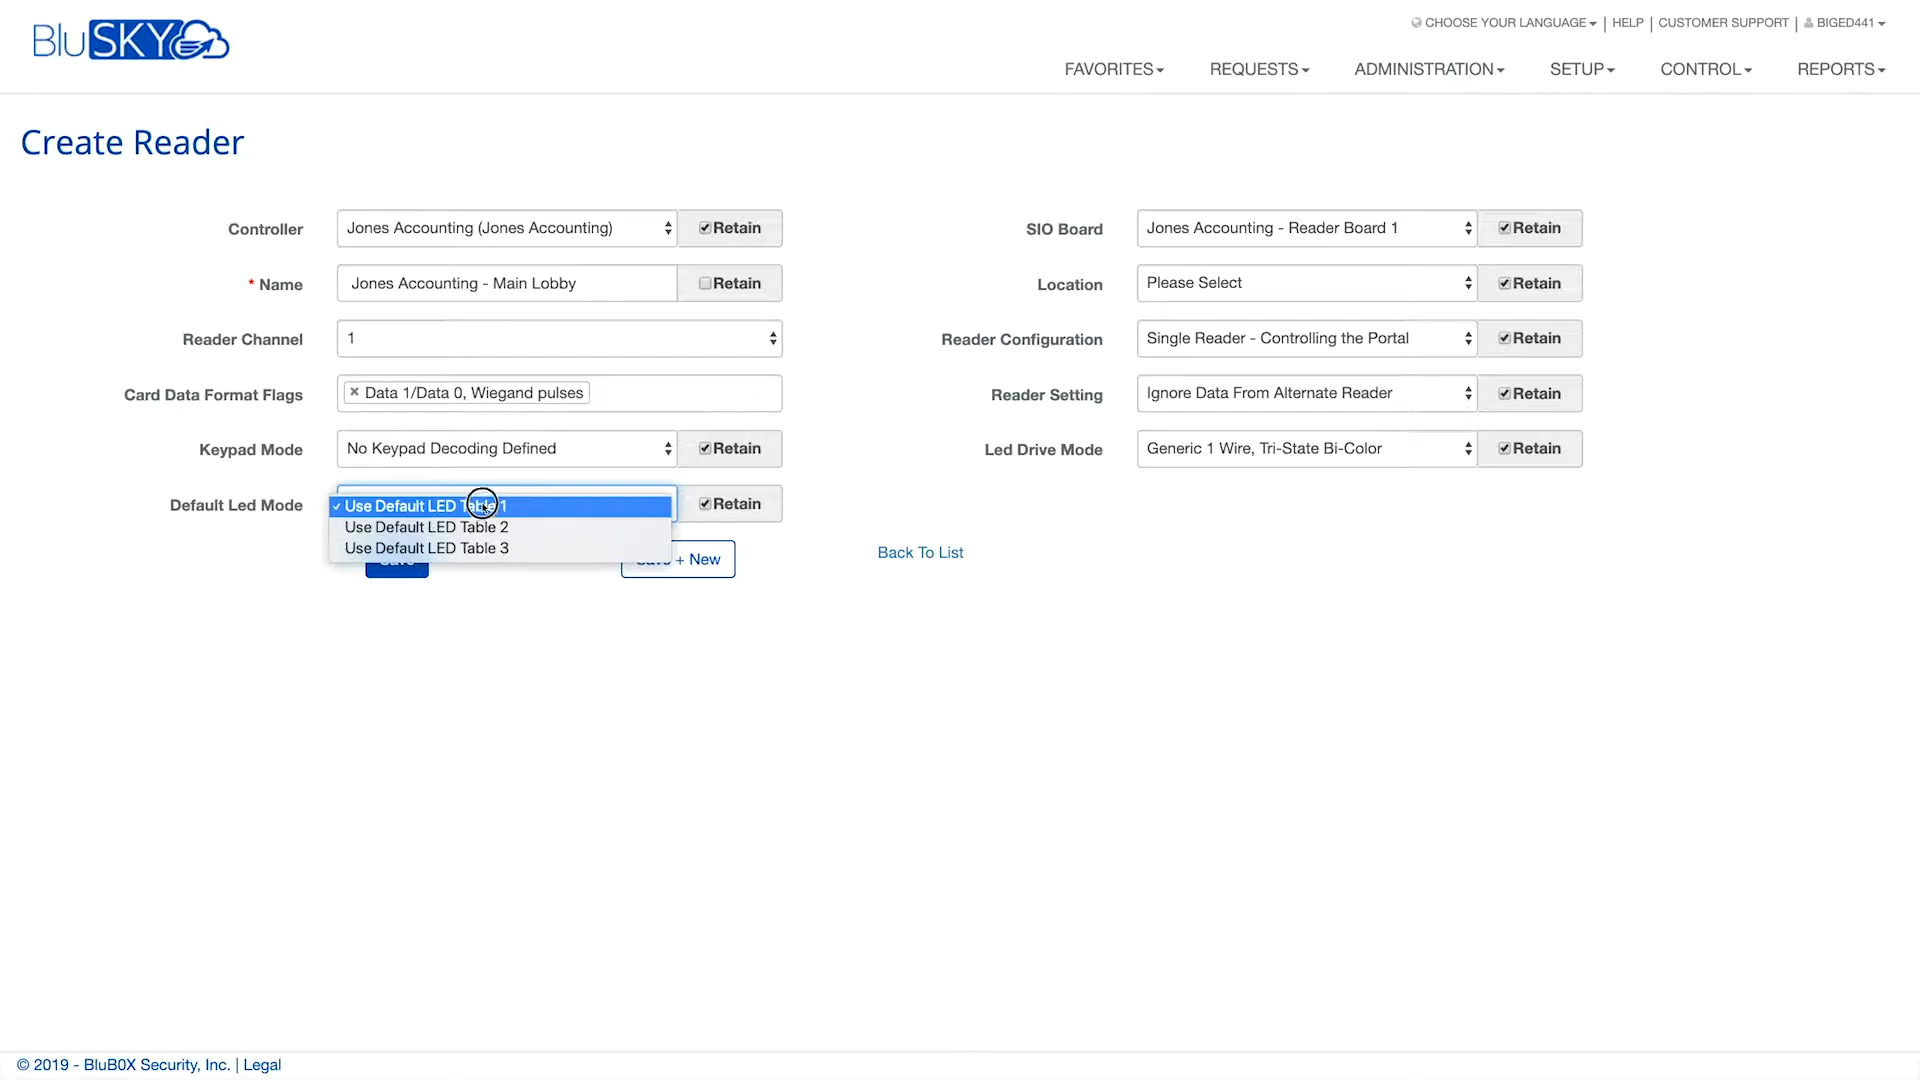 BluSKY
CHOOSE YOUR LANGUAGE | HELP | CUSTOMER SUPPORT | BIGED441
FAVORITES REQUESTS ADMINISTRATION SETUP CONTROL REPORTS
Create Reader
Controller Jones Accounting (Jones Accounting) Retain SIO Board Jones Accounting - Reader Board 1 Retain
* Name Jones Accounting - Main Lobby Retain Location Please Select Retain
Reader Channel 1 Reader Configuration Single Reader - Controlling the Portal Retain
Card Data Format Flags × Data 1/Data 0, Wiegand pulses Reader Setting Ignore Data From Alternate Reader Retain
Keypad Mode No Keypad Decoding Defined Retain Led Drive Mode Generic 1 Wire, Tri-State Bi-Color Retain
Default Led Mode ✓ Use Default LED Table 1 Retain
Use Default LED Table 2
Use Default LED Table 3
Save Save + New Back To List
© 2019 - BluB0X Security, Inc. | Legal